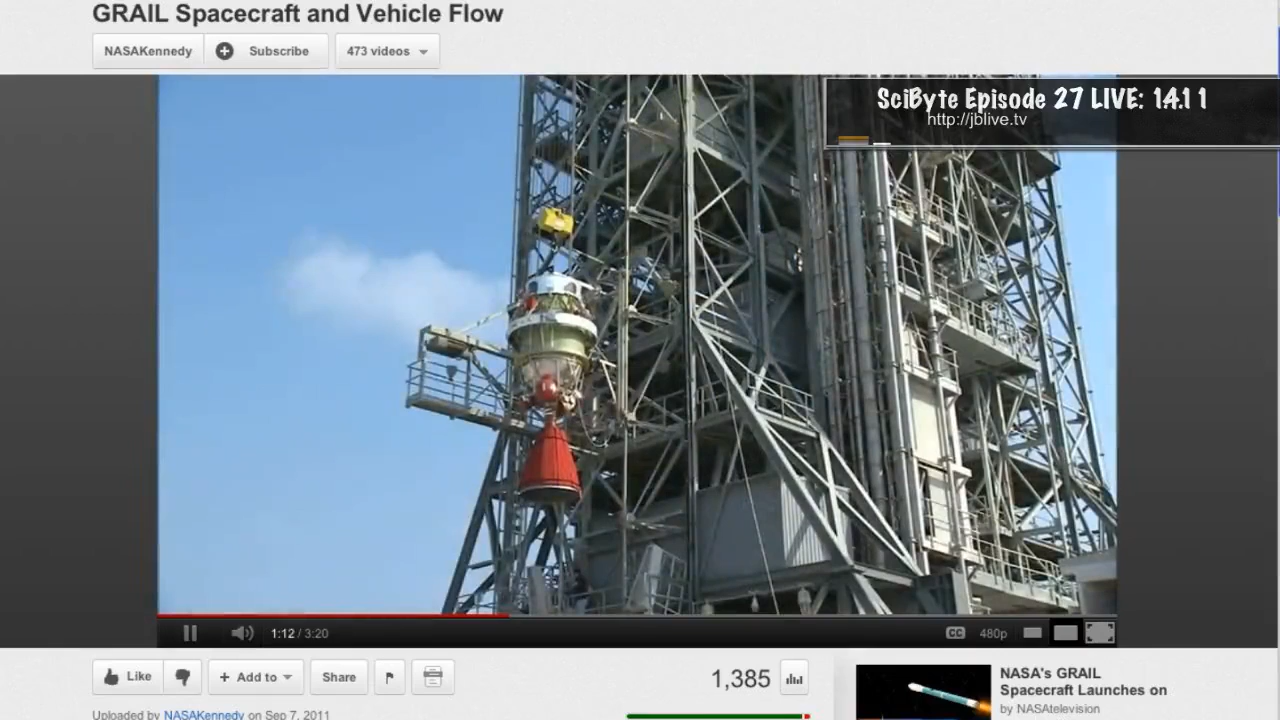 GRAIL Spacecraft and Vehicle Flow
NASAKennedy
Subscribe
473 videos
SciByte Episode 27 LIVE: 1.4.1 1
http://jblive.tv
1:12 / 3:20
CC
480p
Like
+ Add to
Share
1,385
NASA's GRAIL
Spacecraft Launches on
by NASAtelevision
Uploaded by NASAKennedy on Sep 7, 2011